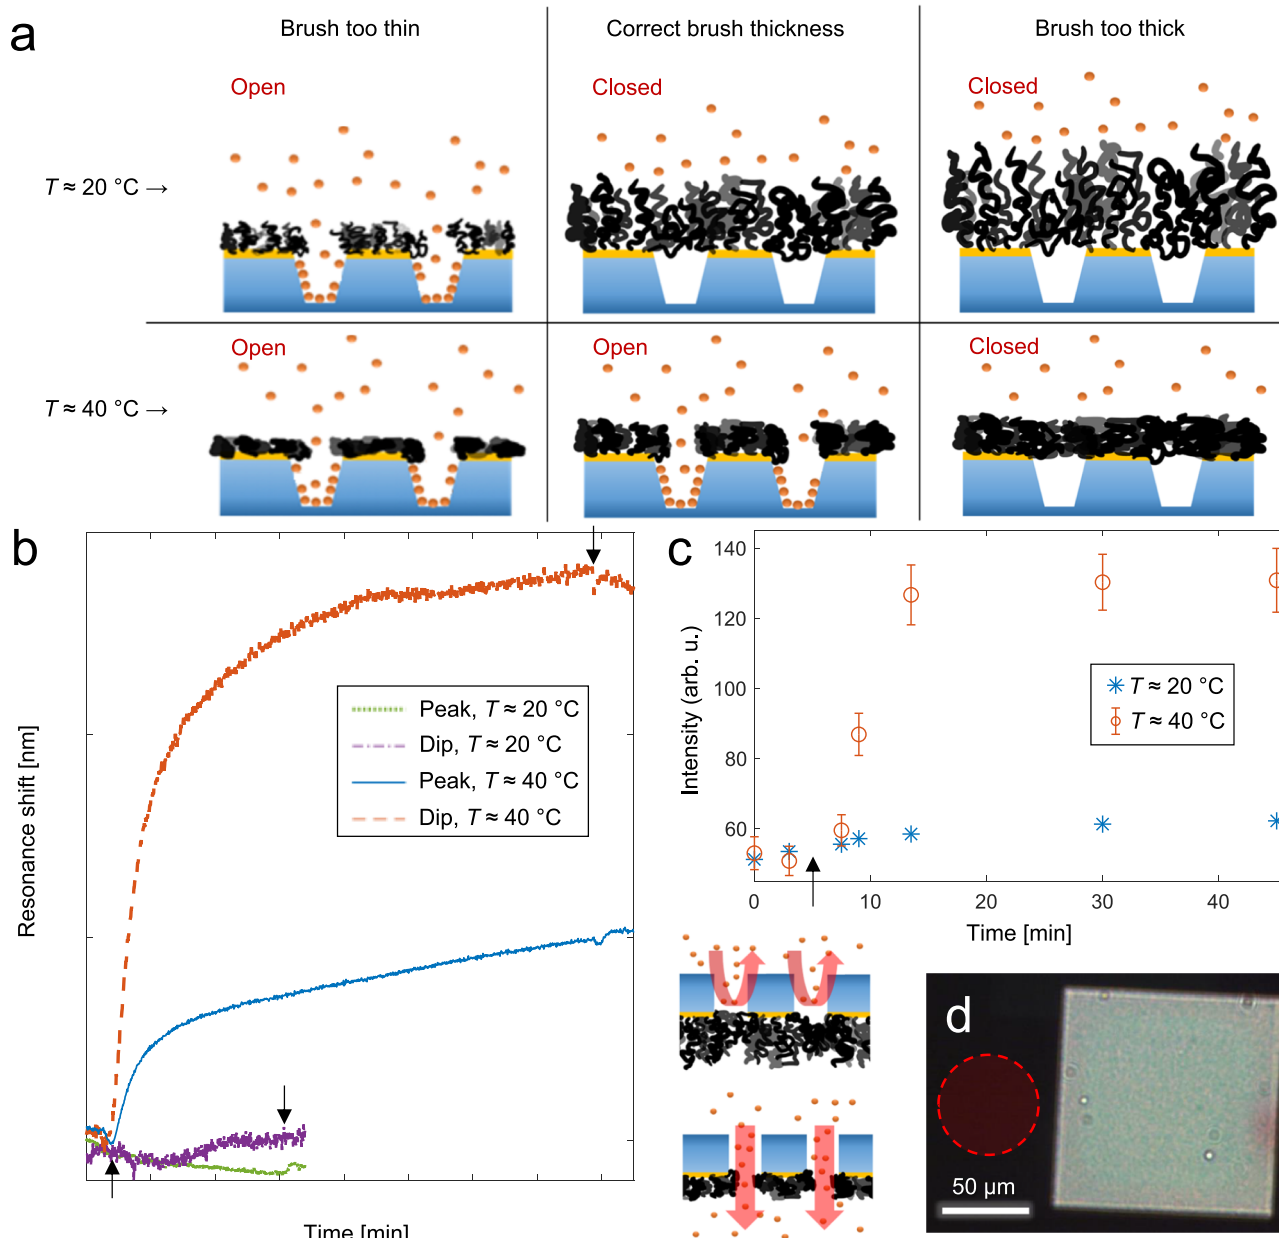 a
Brush too thin
Correct brush thickness
Brush too thick
Open
Closed
Closed
T ≈ 20 °C →
Open
Open
Closed
T ≈ 40 °C →
b
Resonance shift [nm]
Peak, T ≈ 20 °C
Dip, T ≈ 20 °C
Peak, T ≈ 40 °C
Dip, T ≈ 40 °C
Time [min]
c
Intensity (arb. u.)
140
120
100
80
60
T ≈ 20 °C
T ≈ 40 °C
0
10
20
30
40
Time [min]
d
50 µm